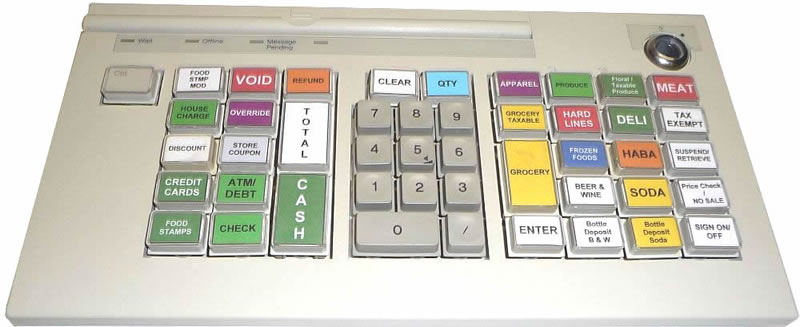 Wait
Offline
Message
Pending
Ctrl
FOOD
STMP
MOD
VOID
REFUND
CLEAR
QTY
APPAREL
PRODUCE
Floral /
Taxable
Produce
MEAT
HOUSE
CHARGE
OVERRIDE
TOTAL
7
8
9
GROCERY
TAXABLE
HARD
LINES
DELI
TAX
EXEMPT
DISCOUNT
STORE
COUPON
4
5
6
GROCERY
FROZEN
FOODS
HABA
SUSPEND/
RETRIEVE
CREDIT
CARDS
ATM/
DEBT
CASH
1
2
3
BEER &
WINE
SODA
Price Check /
NO SALE
FOOD
STAMPS
CHECK
0
/
ENTER
Bottle
Deposit
B & W
Bottle
Deposit
Soda
SIGN ON/
OFF